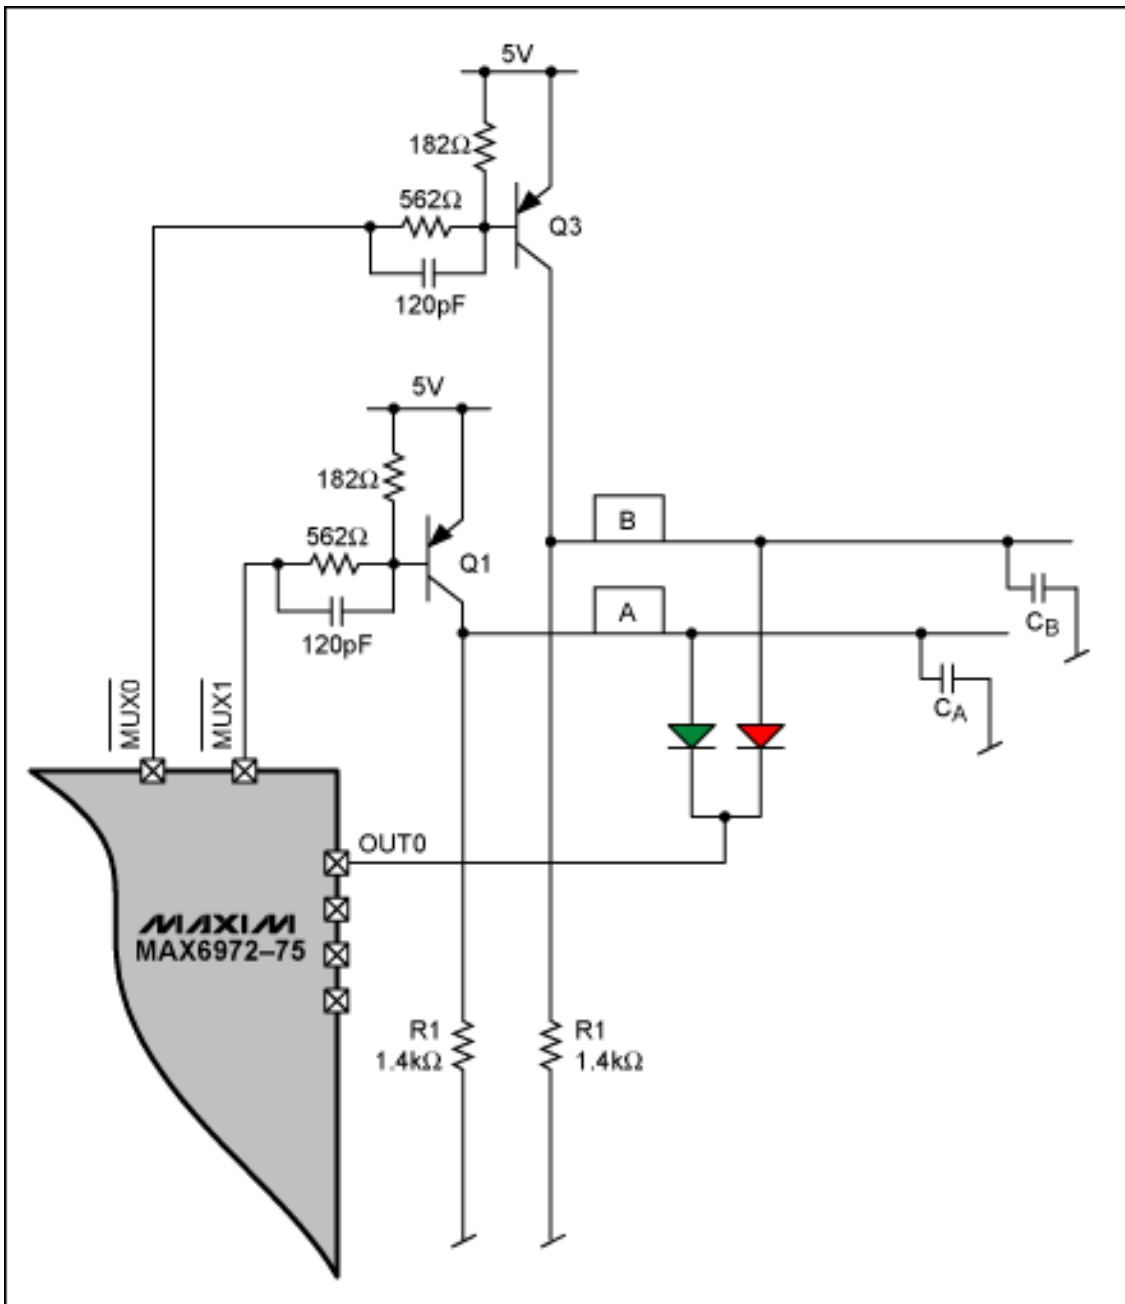 5V
182Ω
562Ω
Q3
120pF
5V
182Ω
562Ω
Q1
120pF
B
A
CB
CA
MUX0
MUX1
OUT0
MAXIM
MAX6972–75
R1
1.4kΩ
R1
1.4kΩ